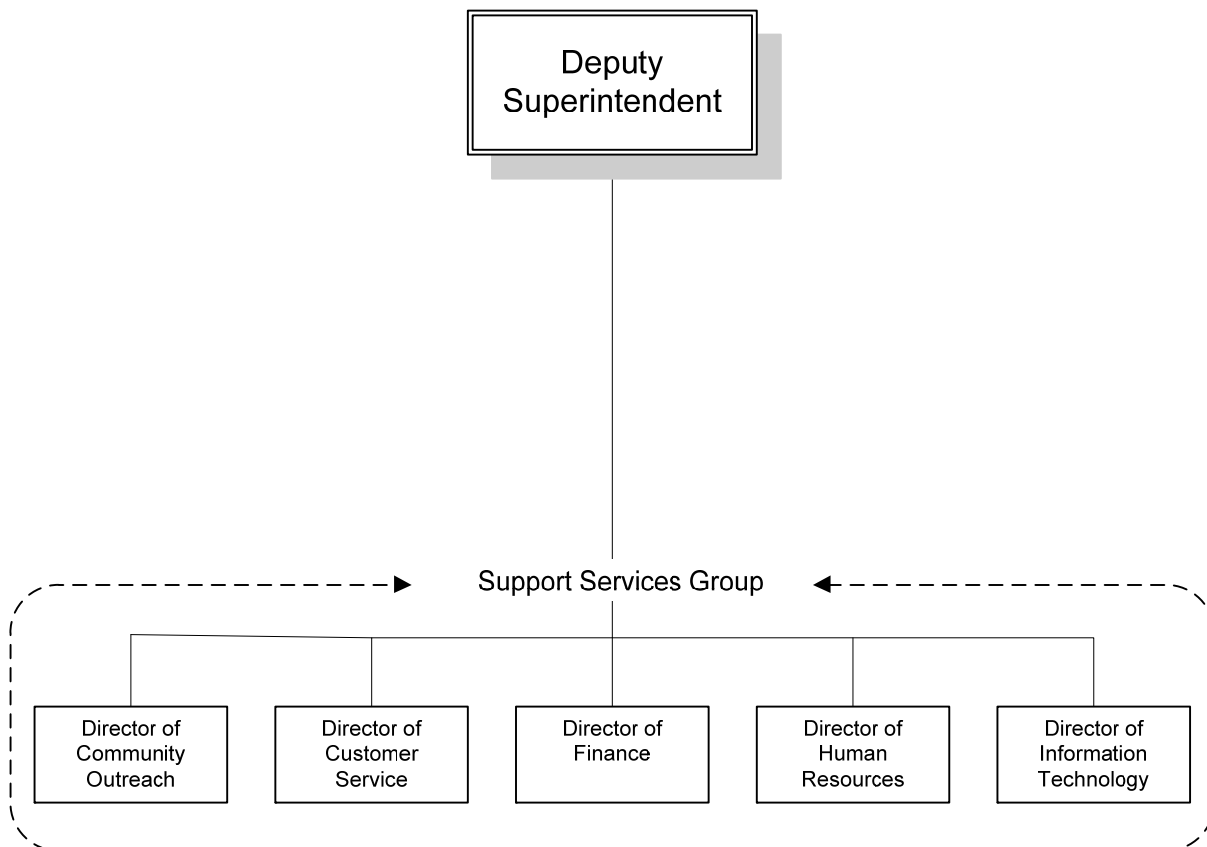 Deputy
Superintendent
Support Services Group
Director of
Community
Outreach
Director of
Customer
Service
Director of
Finance
Director of
Human
Resources
Director of
Information
Technology